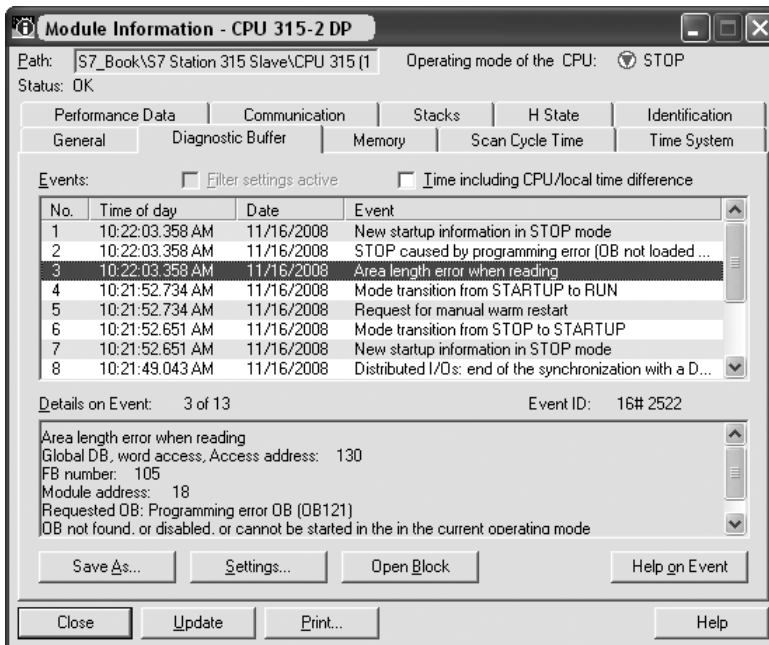 Module Information - CPU 315-2 DP
Path: S7_Book\S7 Station 315 Slave\CPU 315 (1 Operating mode of the CPU: STOP
Status: OK
Performance Data Communication Stacks H State Identification
General Diagnostic Buffer Memory Scan Cycle Time Time System
Events: Filter settings active Time including CPU/local time difference
No. Time of day Date Event
1 10:22:03.358 AM 11/16/2008 New startup information in STOP mode
2 10:22:03.358 AM 11/16/2008 STOP caused by programming error (OB not loaded ...
3 10:22:03.358 AM 11/16/2008 Area length error when reading
4 10:21:52.734 AM 11/16/2008 Mode transition from STARTUP to RUN
5 10:21:52.734 AM 11/16/2008 Request for manual warm restart
6 10:21:52.651 AM 11/16/2008 Mode transition from STOP to STARTUP
7 10:21:52.651 AM 11/16/2008 New startup information in STOP mode
8 10:21:49.043 AM 11/16/2008 Distributed I/Os: end of the synchronization with a D...
Details on Event: 3 of 13 Event ID: 16# 2522
Area length error when reading
Global DB, word access, Access address: 130
FB number: 105
Module address: 18
Requested OB: Programming error OB (OB121)
OB not found, or disabled, or cannot be started in the in the current operating mode
Save As... Settings... Open Block Help on Event
Close Update Print... Help